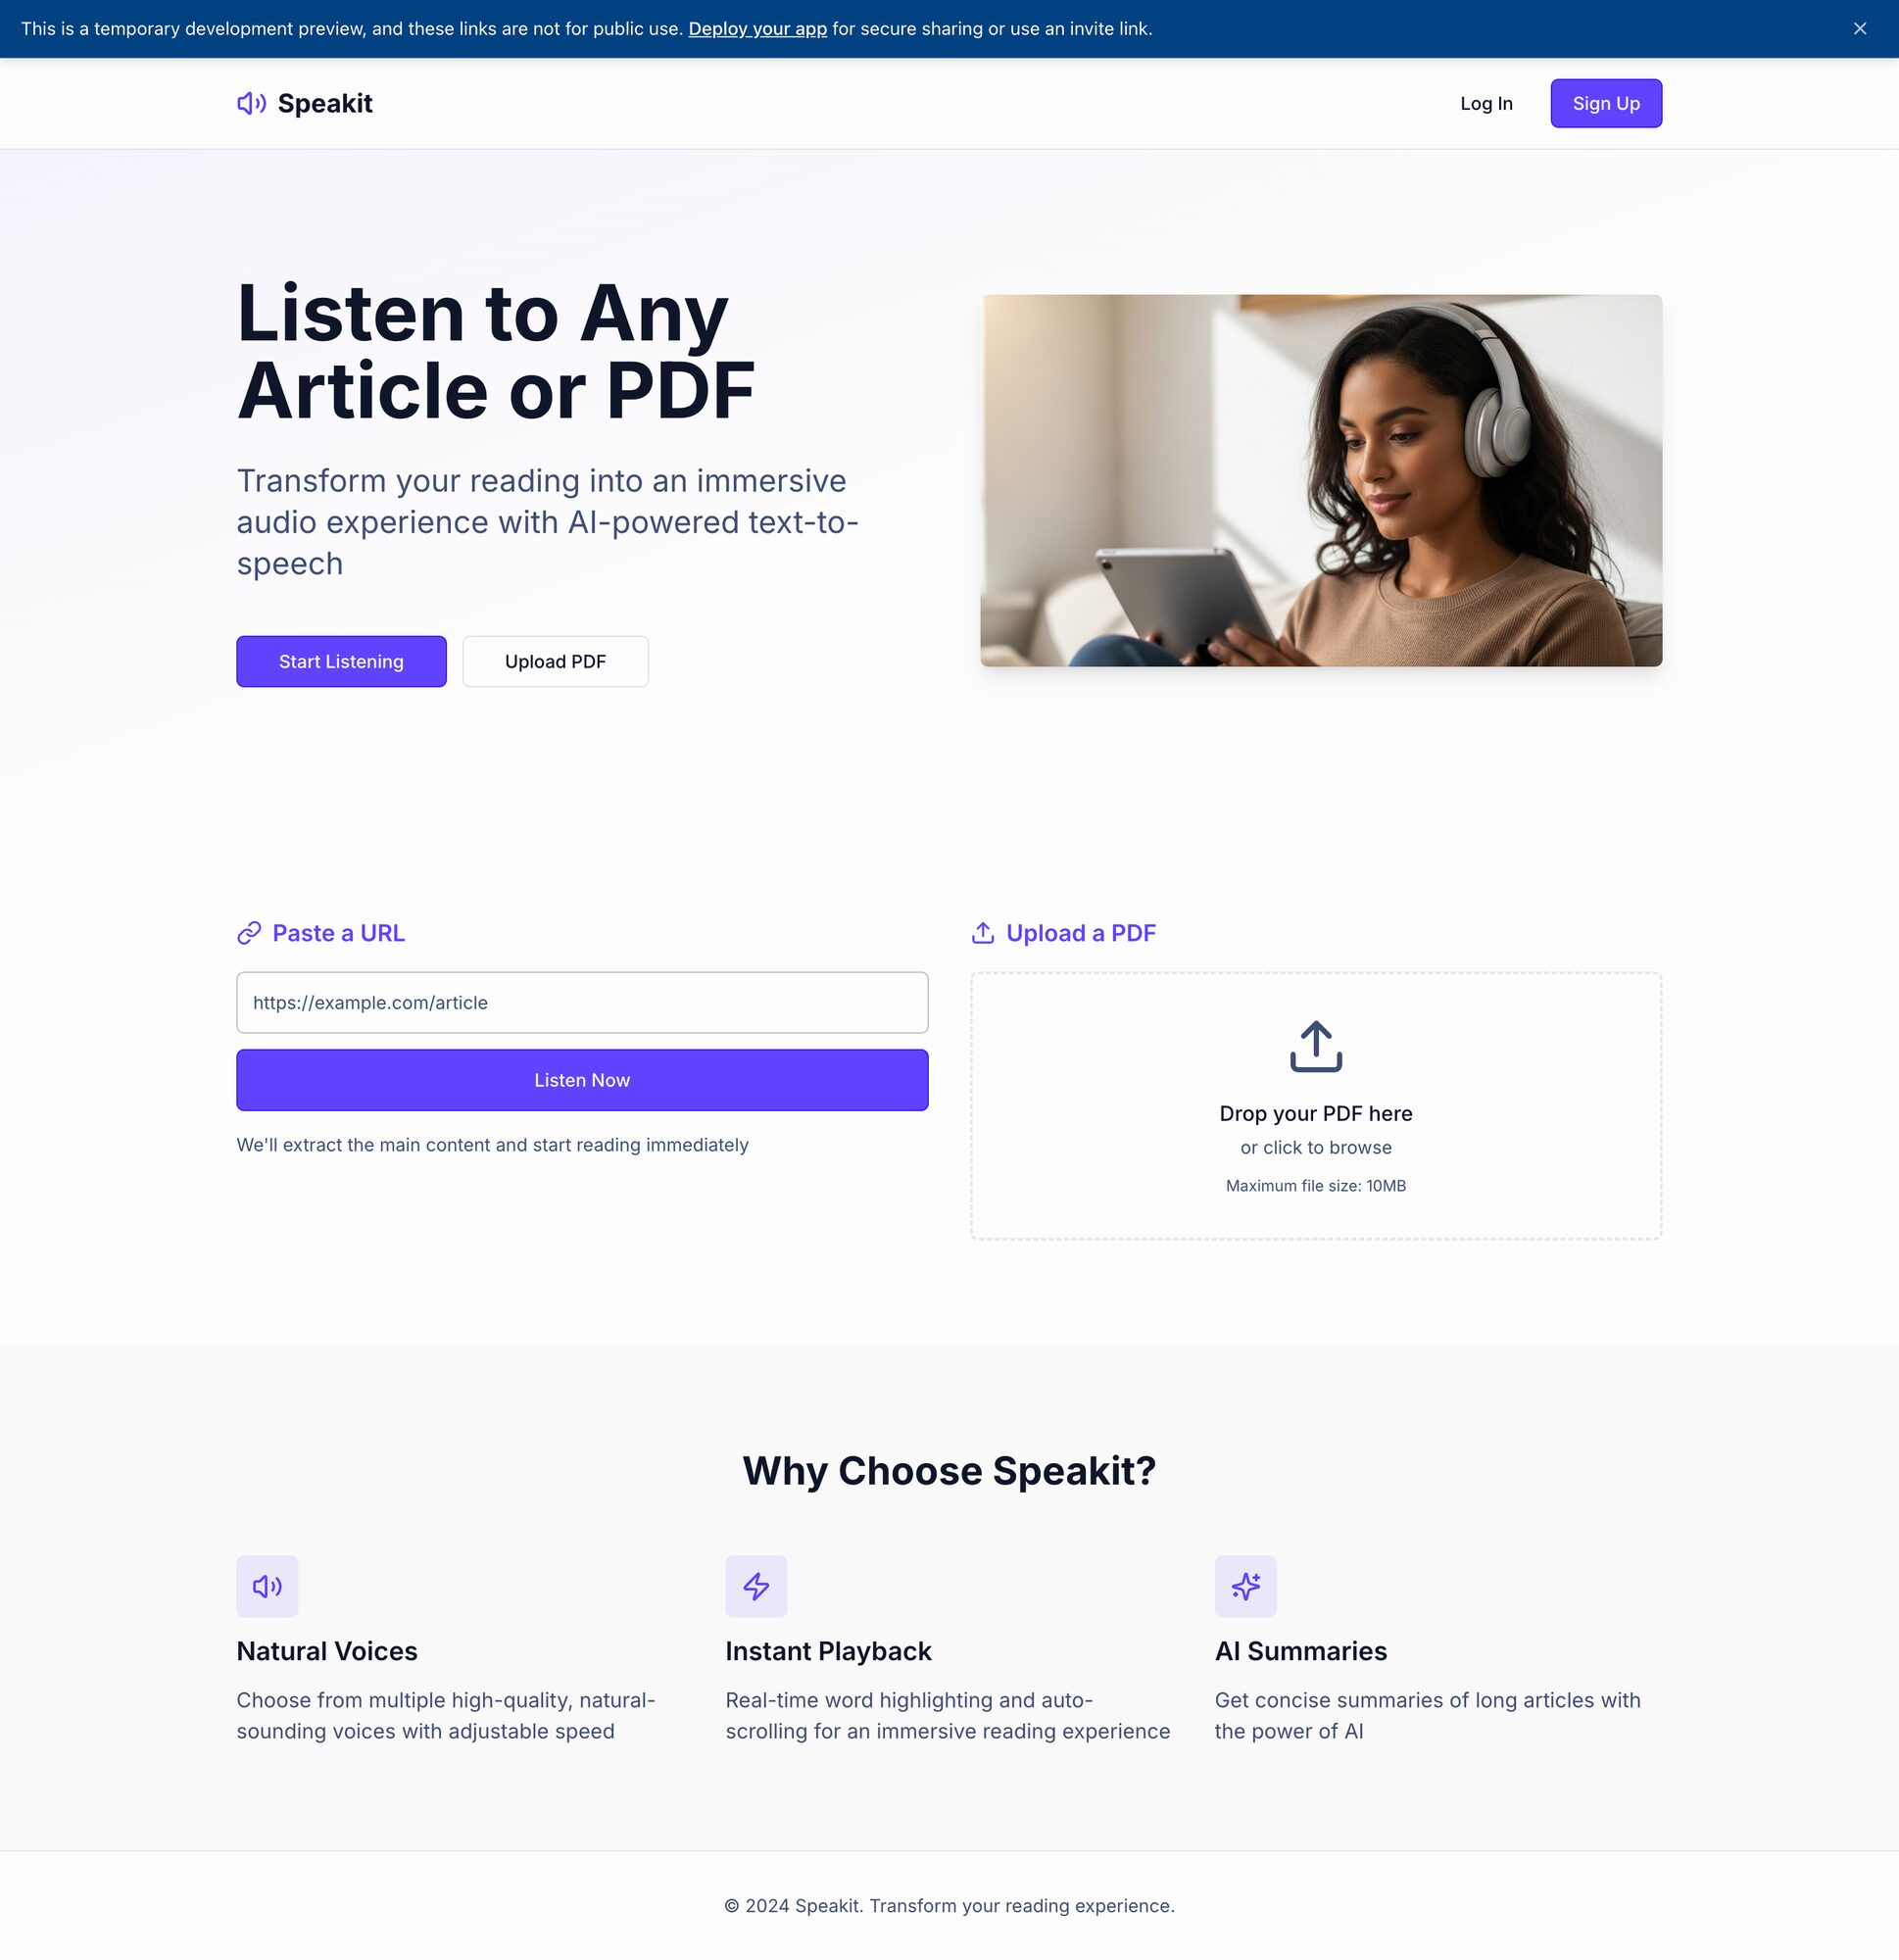 This is a temporary development preview, and these links are not for public use. Deploy your app for secure sharing or use an invite link.
Speakit
Log In
Sign Up
Listen to Any
Article or PDF
Transform your reading into an immersive
audio experience with AI-powered text-to-
speech
Start Listening
Upload PDF
Paste a URL
https://example.com/article
Listen Now
We'll extract the main content and start reading immediately
Upload a PDF
Drop your PDF here
or click to browse
Maximum file size: 10MB
Why Choose Speakit?
Natural Voices
Choose from multiple high-quality, natural-
sounding voices with adjustable speed
Instant Playback
Real-time word highlighting and auto-
scrolling for an immersive reading experience
AI Summaries
Get concise summaries of long articles with
the power of AI
© 2024 Speakit. Transform your reading experience.